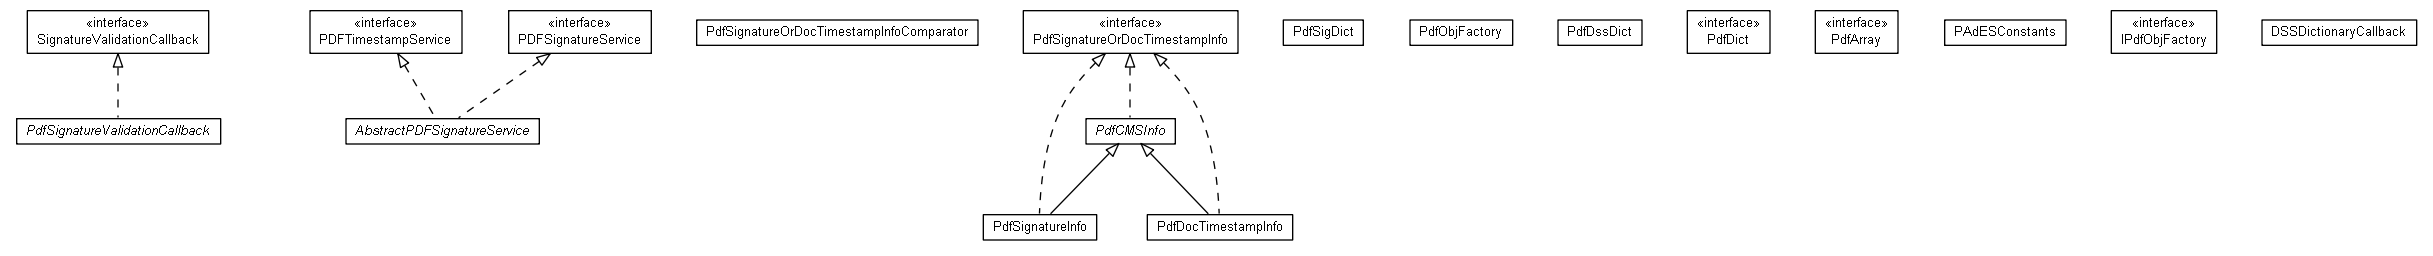 «interface»
SignatureValidationCallback
«interface»
PDFTimestampService
«interface»
PDFSignatureService
PdfSignatureOrDocTimestampInfoComparator
«interface»
PdfSignatureOrDocTimestampInfo
PdfSigDict
PdfObjFactory
PdfDssDict
«interface»
PdfDict
«interface»
PdfArray
PAdESConstants
«interface»
IPdfObjFactory
DSSDictionaryCallback
PdfSignatureValidationCallback
AbstractPDFSignatureService
PdfCMSInfo
PdfSignatureInfo
PdfDocTimestampInfo